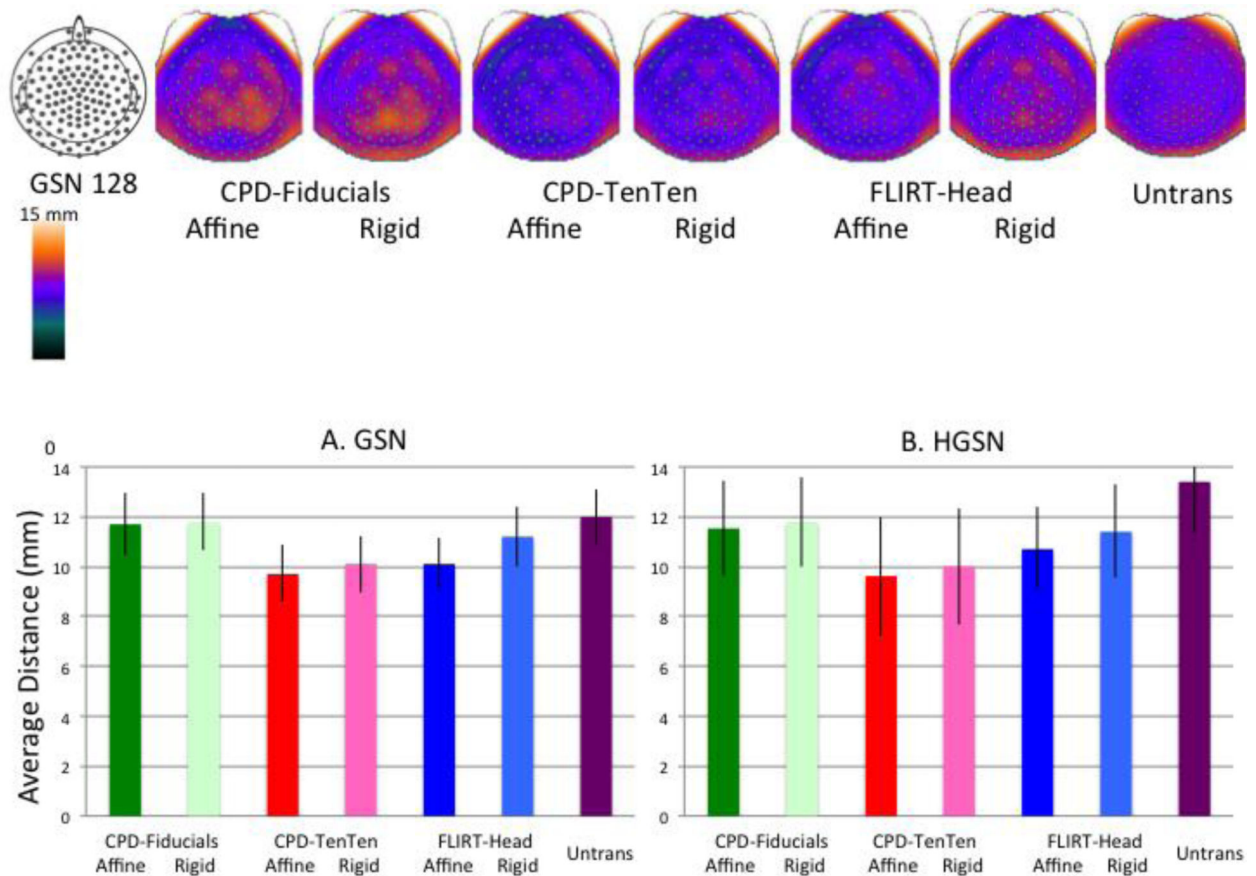 GSN 128
CPD-Fiducials CPD-TenTen FLIRT-Head Untrans
Affine Rigid Affine Rigid Affine Rigid
15 mm
0
A. GSN
Average Distance (mm)
14
12
10
8
6
4
2
0
CPD-Fiducials CPD-TenTen FLIRT-Head Untrans
Affine Rigid Affine Rigid Affine Rigid
B. HGSN
14
12
10
8
6
4
2
0
CPD-Fiducials CPD-TenTen FLIRT-Head Untrans
Affine Rigid Affine Rigid Affine Rigid